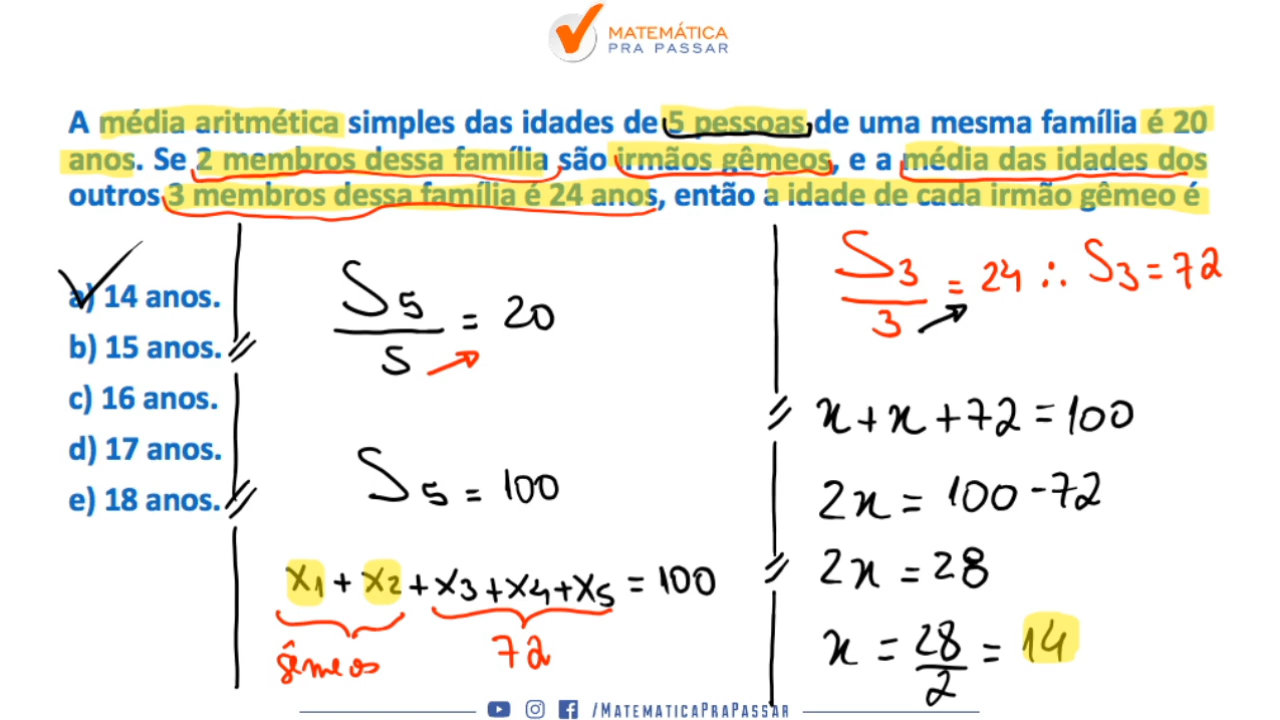 MATEMÁTICA
PRA PASSAR
A média aritmética simples das idades de 5 pessoas de uma mesma família é 20
anos. Se 2 membros dessa família são irmãos gêmeos, e a média das idades dos
outros 3 membros dessa família é 24 anos, então a idade de cada irmão gêmeo é
a) 14 anos.
b) 15 anos.
c) 16 anos.
d) 17 anos.
e) 18 anos.
S5/5 = 20
S5 = 100
x1 + x2 + x3 + x4 + x5 = 100
gêmeos
72
S3/3 = 24 ∴ S3 = 72
x + x + 72 = 100
2x = 100 - 72
2x = 28
x = 28/2 = 14
/MATEMATICAPRAPASSAR